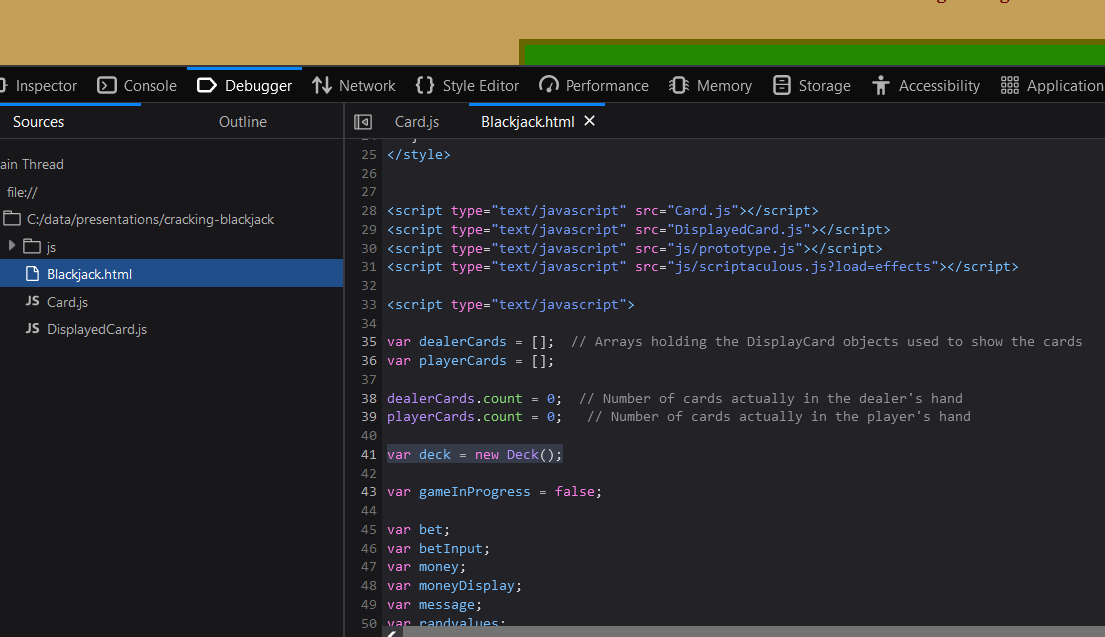 Inspector Console Debugger Network Style Editor Performance Memory Storage Accessibility Application
Sources Outline Card.js Blackjack.html
ain Thread
file://
C:/data/presentations/cracking-blackjack
js
Blackjack.html
JS Card.js
JS DisplayedCard.js
25 </style>
26
27
28 <script type="text/javascript" src="Card.js"></script>
29 <script type="text/javascript" src="DisplayedCard.js"></script>
30 <script type="text/javascript" src="js/prototype.js"></script>
31 <script type="text/javascript" src="js/scriptaculous.js?load=effects"></script>
32
33 <script type="text/javascript">
34
35 var dealerCards = [];  // Arrays holding the DisplayCard objects used to show the cards
36 var playerCards = [];
37
38 dealerCards.count = 0;  // Number of cards actually in the dealer's hand
39 playerCards.count = 0;   // Number of cards actually in the player's hand
40
41 var deck = new Deck();
42
43 var gameInProgress = false;
44
45 var bet;
46 var betInput;
47 var money;
48 var moneyDisplay;
49 var message;
50 var randvalues;